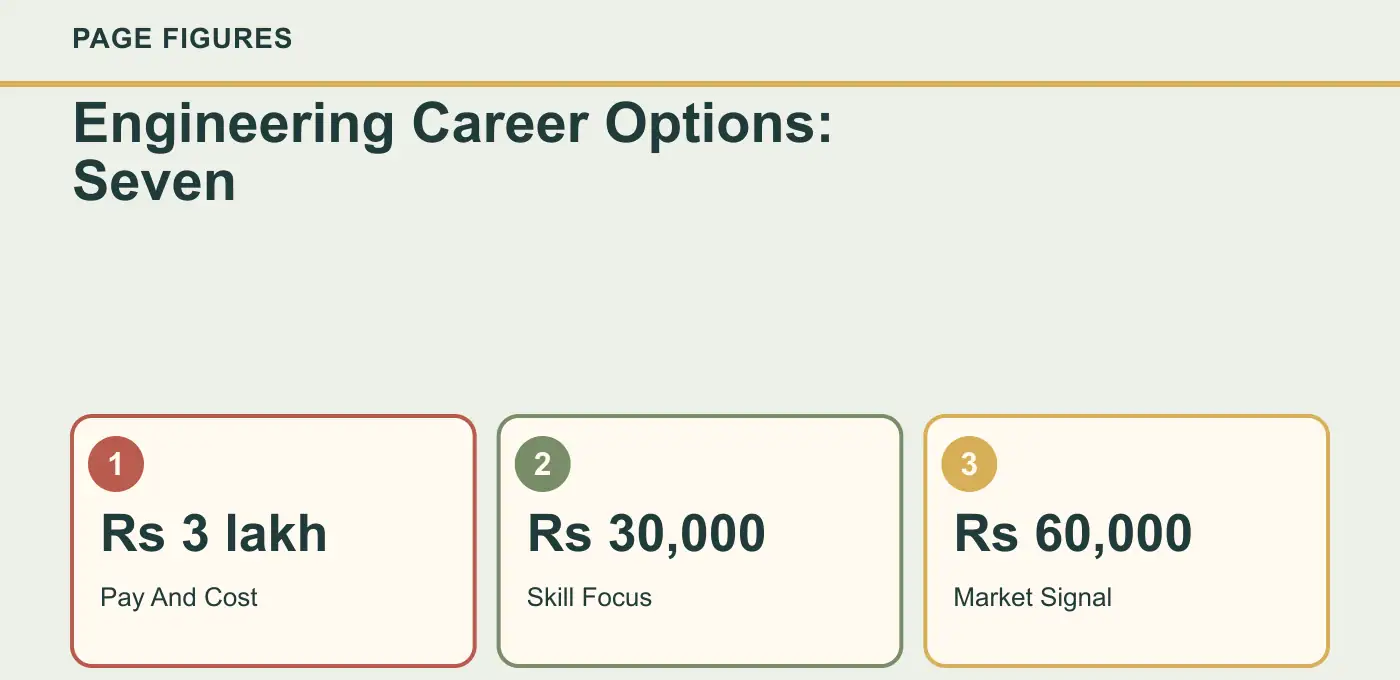 PAGE FIGURES
Engineering Career Options:
Seven
1
Rs 3 lakh
Pay And Cost
2
Rs 30,000
Skill Focus
3
Rs 60,000
Market Signal